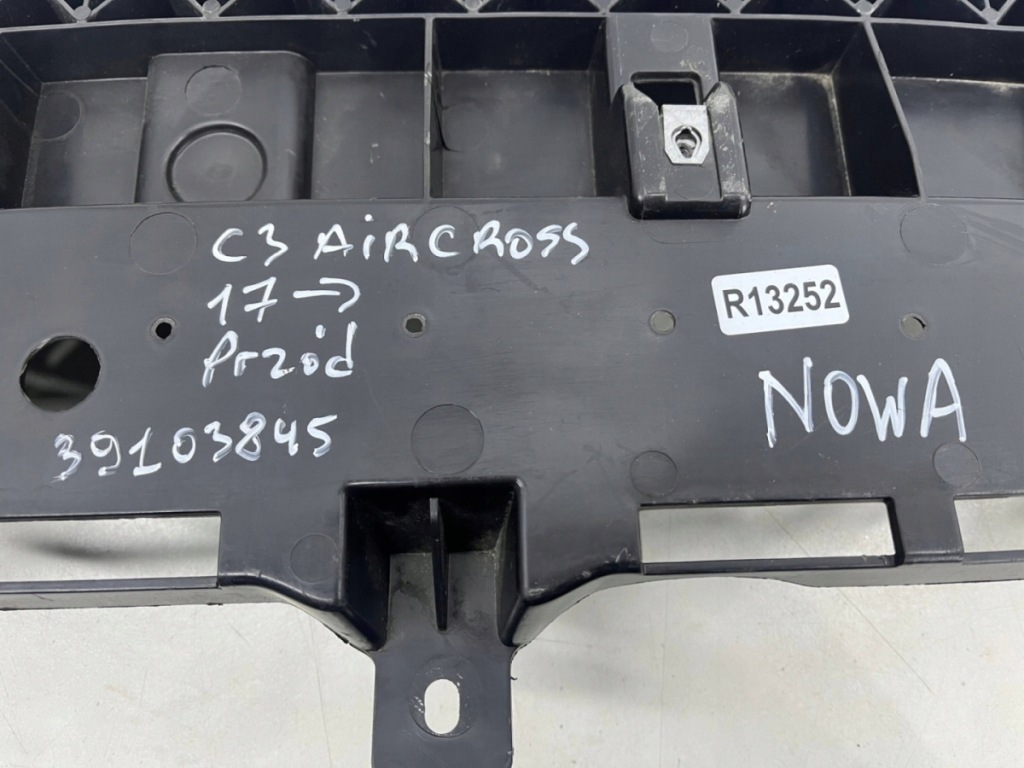 C3 AiRCROSS
17 →
Przód
39103845
R13252
NOWA